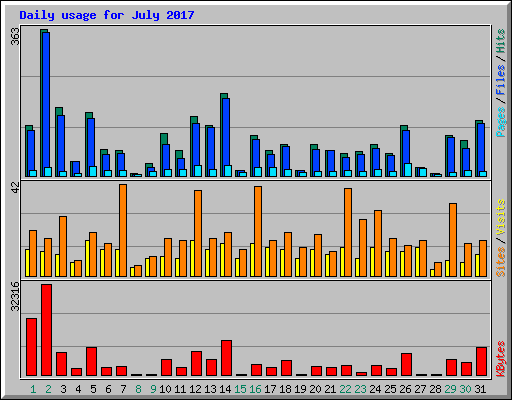 Daily usage for July 2017
363
Pages / Files / Hits
42
Sites / Visits
32316
KBytes
1 2 3 4 5 6 7 8 9 10 11 12 13 14 15 16 17 18 19 20 21 22 23 24 25 26 27 28 29 30 31